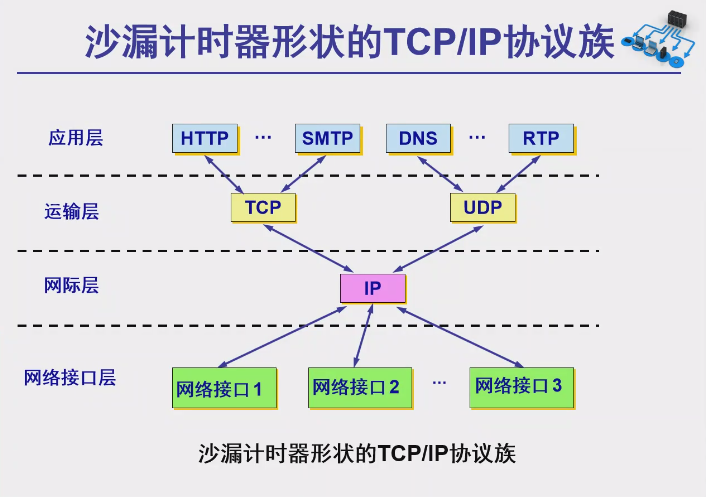 沙漏计时器形状的TCP/IP协议族
应用层 HTTP … SMTP DNS … RTP
运输层 TCP UDP
网际层 IP
网络接口层 网络接口1 网络接口2 … 网络接口3
沙漏计时器形状的TCP/IP协议族